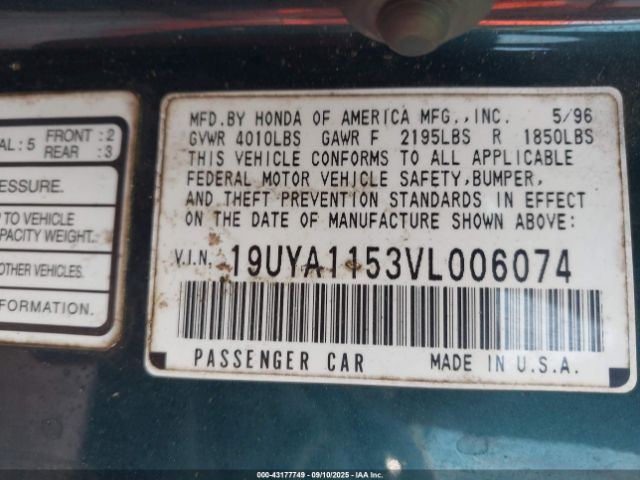 AL: 5 FRONT : 2
REAR : 3
ESSURE.
P TO VEHICLE
APACITY WEIGHT.
OTHER VEHICLES.
FORMATION.
MFD.BY HONDA OF AMERICA MFG.,INC. 5/96
GVWR 4010LBS GAWR F 2195LBS R 1850LBS
THIS VEHICLE CONFORMS TO ALL APPLICABLE
FEDERAL MOTOR VEHICLE SAFETY,BUMPER,
AND THEFT PREVENTION STANDARDS IN EFFECT
ON THE DATE OF MANUFACTURE SHOWN ABOVE:
V.I.N. 19UYA1153VL006074
PASSENGER CAR MADE IN U.S.A.
© IAA 000-43177749 - 09/10/2025 - IAA Inc.